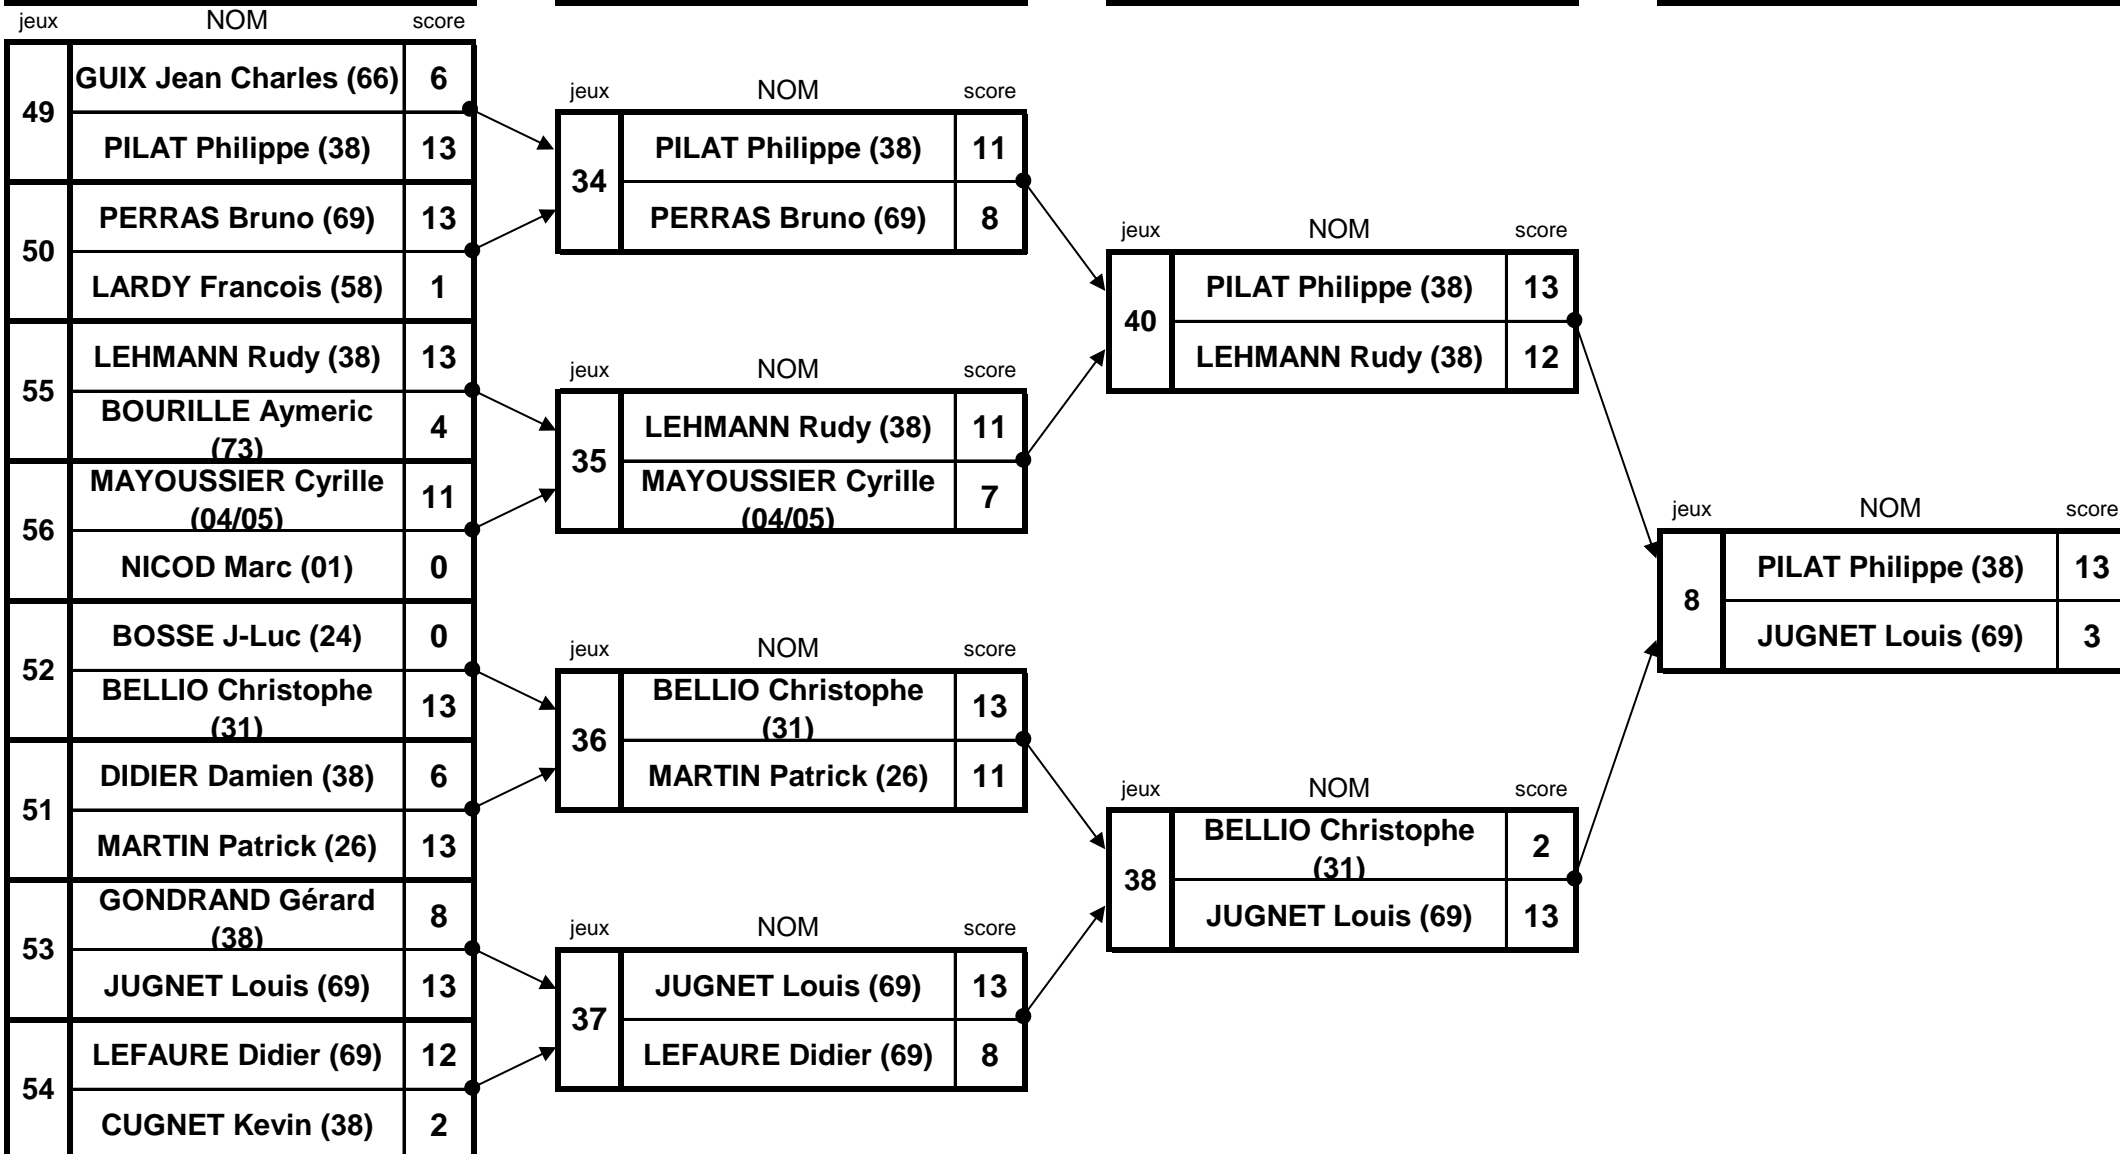 jeux NOM score
49
GUIX Jean Charles (66) 6
PILAT Philippe (38) 13
50
PERRAS Bruno (69) 13
LARDY Francois (58) 1
55
LEHMANN Rudy (38) 13
BOURILLE Aymeric
(73)
4
56
MAYOUSSIER Cyrille
(04/05)
11
NICOD Marc (01) 0
52
BOSSE J-Luc (24) 0
BELLIO Christophe
(31)
13
51
DIDIER Damien (38) 6
MARTIN Patrick (26) 13
53
GONDRAND Gérard
(38)
8
JUGNET Louis (69) 13
54
LEFAURE Didier (69) 12
CUGNET Kevin (38) 2
jeux NOM score
34
PILAT Philippe (38) 11
PERRAS Bruno (69) 8
jeux NOM score
35
LEHMANN Rudy (38) 11
MAYOUSSIER Cyrille
(04/05)
7
jeux NOM score
36
BELLIO Christophe
(31)
13
MARTIN Patrick (26) 11
jeux NOM score
37
JUGNET Louis (69) 13
LEFAURE Didier (69) 8
jeux NOM score
40
PILAT Philippe (38) 13
LEHMANN Rudy (38) 12
jeux NOM score
38
BELLIO Christophe
(31)
2
JUGNET Louis (69) 13
jeux NOM score
8
PILAT Philippe (38) 13
JUGNET Louis (69) 3